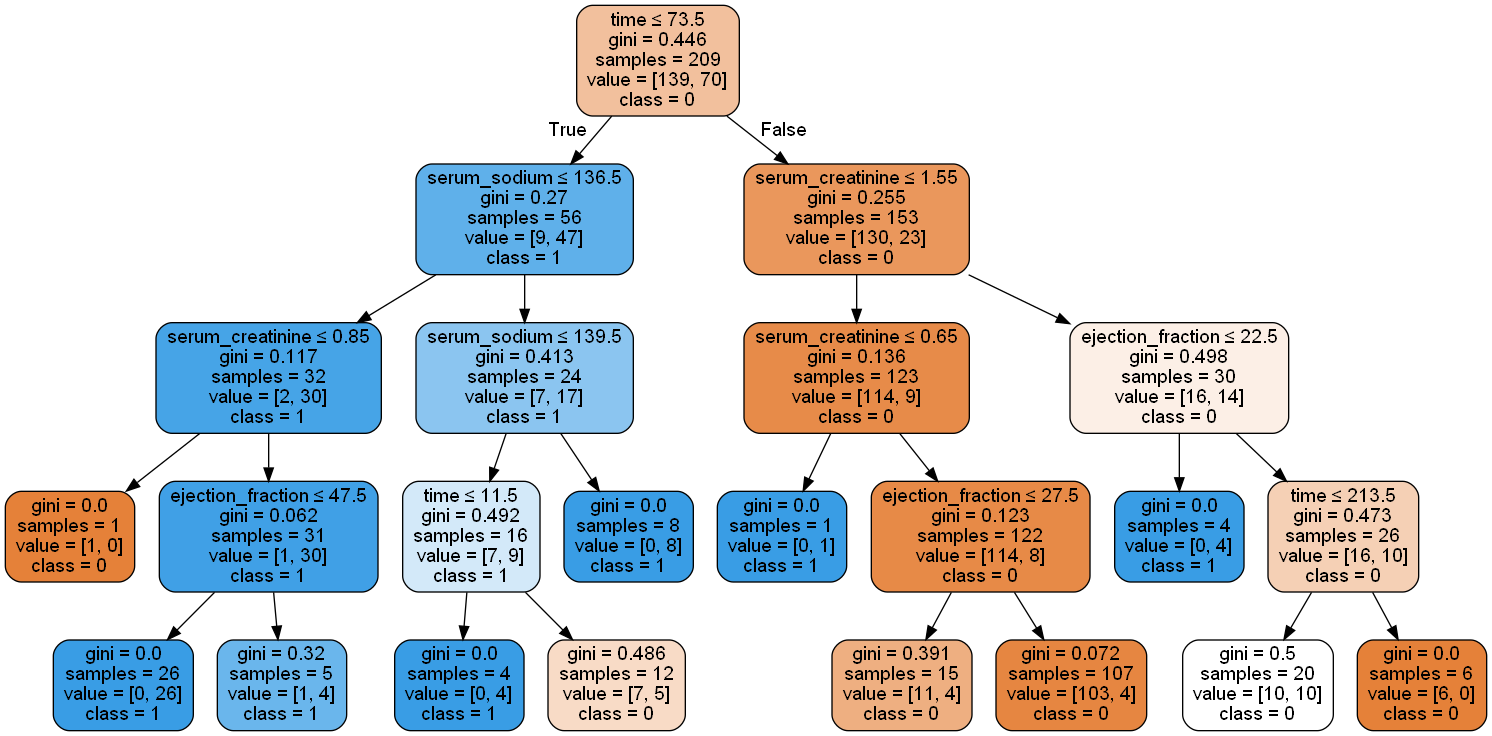 time ≤ 73.5
gini = 0.446
samples = 209
value = [139, 70]
class = 0
True
False
serum_sodium ≤ 136.5
gini = 0.27
samples = 56
value = [9, 47]
class = 1
serum_creatinine ≤ 1.55
gini = 0.255
samples = 153
value = [130, 23]
class = 0
serum_creatinine ≤ 0.85
gini = 0.117
samples = 32
value = [2, 30]
class = 1
serum_sodium ≤ 139.5
gini = 0.413
samples = 24
value = [7, 17]
class = 1
serum_creatinine ≤ 0.65
gini = 0.136
samples = 123
value = [114, 9]
class = 0
ejection_fraction ≤ 22.5
gini = 0.498
samples = 30
value = [16, 14]
class = 0
gini = 0.0
samples = 1
value = [1, 0]
class = 0
ejection_fraction ≤ 47.5
gini = 0.062
samples = 31
value = [1, 30]
class = 1
time ≤ 11.5
gini = 0.492
samples = 16
value = [7, 9]
class = 1
gini = 0.0
samples = 8
value = [0, 8]
class = 1
gini = 0.0
samples = 1
value = [0, 1]
class = 1
ejection_fraction ≤ 27.5
gini = 0.123
samples = 122
value = [114, 8]
class = 0
gini = 0.0
samples = 4
value = [0, 4]
class = 1
time ≤ 213.5
gini = 0.473
samples = 26
value = [16, 10]
class = 0
gini = 0.0
samples = 26
value = [0, 26]
class = 1
gini = 0.32
samples = 5
value = [1, 4]
class = 1
gini = 0.0
samples = 4
value = [0, 4]
class = 1
gini = 0.486
samples = 12
value = [7, 5]
class = 0
gini = 0.391
samples = 15
value = [11, 4]
class = 0
gini = 0.072
samples = 107
value = [103, 4]
class = 0
gini = 0.5
samples = 20
value = [10, 10]
class = 0
gini = 0.0
samples = 6
value = [6, 0]
class = 0